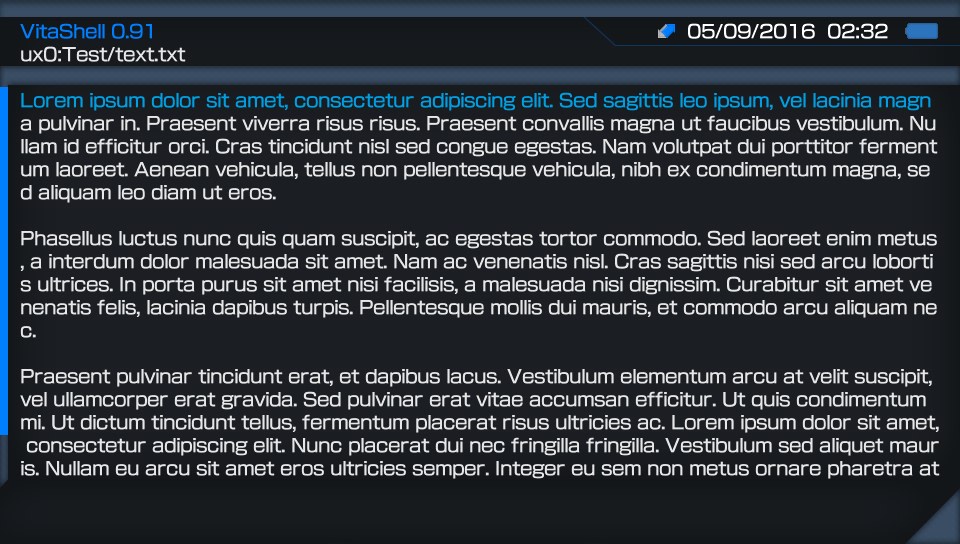 VitaShell 0.91
05/09/2016 02:32
ux0:Test/text.txt
Lorem ipsum dolor sit amet, consectetur adipiscing elit. Sed sagittis leo ipsum, vel lacinia magn
a pulvinar in. Praesent viverra risus risus. Praesent convallis magna ut faucibus vestibulum. Nu
llam id efficitur orci. Cras tincidunt nisl sed congue egestas. Nam volutpat dui porttitor ferment
um laoreet. Aenean vehicula, tellus non pellentesque vehicula, nibh ex condimentum magna, se
d aliquam leo diam ut eros.
Phasellus luctus nunc quis quam suscipit, ac egestas tortor commodo. Sed laoreet enim metus
, a interdum dolor malesuada sit amet. Nam ac venenatis nisl. Cras sagittis nisi sed arcu loborti
s ultrices. In porta purus sit amet nisi facilisis, a malesuada nisi dignissim. Curabitur sit amet ve
nenatis felis, lacinia dapibus turpis. Pellentesque mollis dui mauris, et commodo arcu aliquam ne
c.
Praesent pulvinar tincidunt erat, et dapibus lacus. Vestibulum elementum arcu at velit suscipit,
vel ullamcorper erat gravida. Sed pulvinar erat vitae accumsan efficitur. Ut quis condimentum
mi. Ut dictum tincidunt tellus, fermentum placerat risus ultricies ac. Lorem ipsum dolor sit amet,
consectetur adipiscing elit. Nunc placerat dui nec fringilla fringilla. Vestibulum sed aliquet maur
is. Nullam eu arcu sit amet eros ultricies semper. Integer eu sem non metus ornare pharetra at